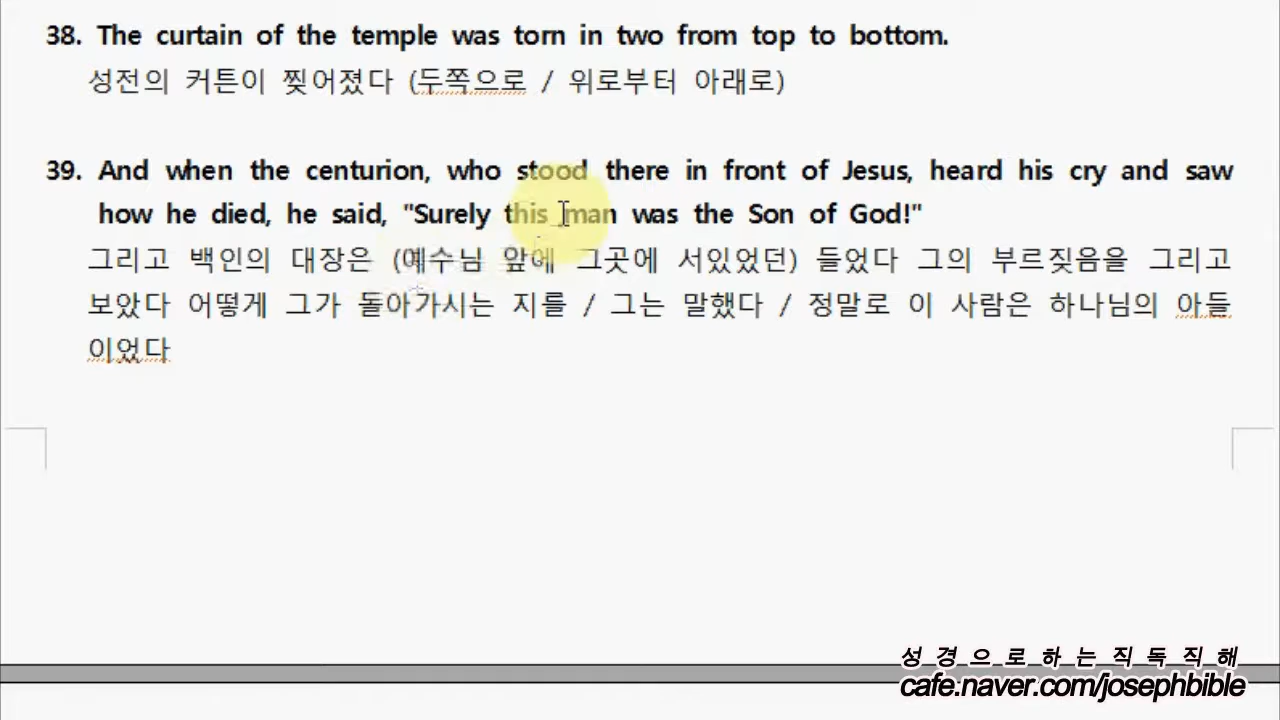 38. The curtain of the temple was torn in two from top to bottom.
성전의 커튼이 찢어졌다 (두쪽으로 / 위로부터 아래로)
39. And when the centurion, who stood there in front of Jesus, heard his cry and saw
how he died, he said, "Surely this man was the Son of God!"
그리고 백인의 대장은 (예수님 앞에 그곳에 서있었던) 들었다 그의 부르짖음을 그리고
보았다 어떻게 그가 돌아가시는 지를 / 그는 말했다 / 정말로 이 사람은 하나님의 아들
이었다
성경으로하는직독직해
cafe.naver.com/josephbible